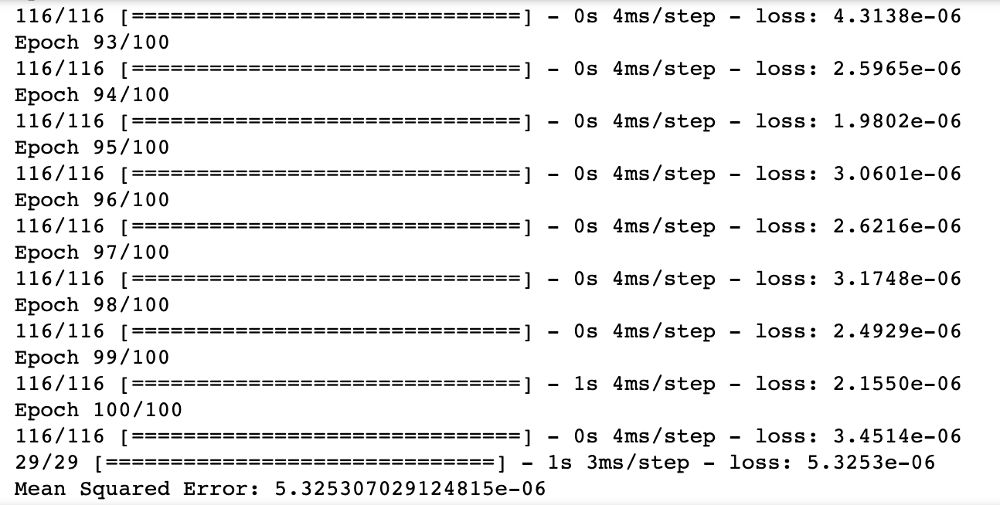 116/116 [==============================] - 0s 4ms/step - loss: 4.3138e-06
Epoch 93/100
116/116 [==============================] - 0s 4ms/step - loss: 2.5965e-06
Epoch 94/100
116/116 [==============================] - 0s 4ms/step - loss: 1.9802e-06
Epoch 95/100
116/116 [==============================] - 0s 4ms/step - loss: 3.0601e-06
Epoch 96/100
116/116 [==============================] - 0s 4ms/step - loss: 2.6216e-06
Epoch 97/100
116/116 [==============================] - 0s 4ms/step - loss: 3.1748e-06
Epoch 98/100
116/116 [==============================] - 0s 4ms/step - loss: 2.4929e-06
Epoch 99/100
116/116 [==============================] - 1s 4ms/step - loss: 2.1550e-06
Epoch 100/100
116/116 [==============================] - 0s 4ms/step - loss: 3.4514e-06
29/29 [==============================] - 1s 3ms/step - loss: 5.3253e-06
Mean Squared Error: 5.325307029124815e-06